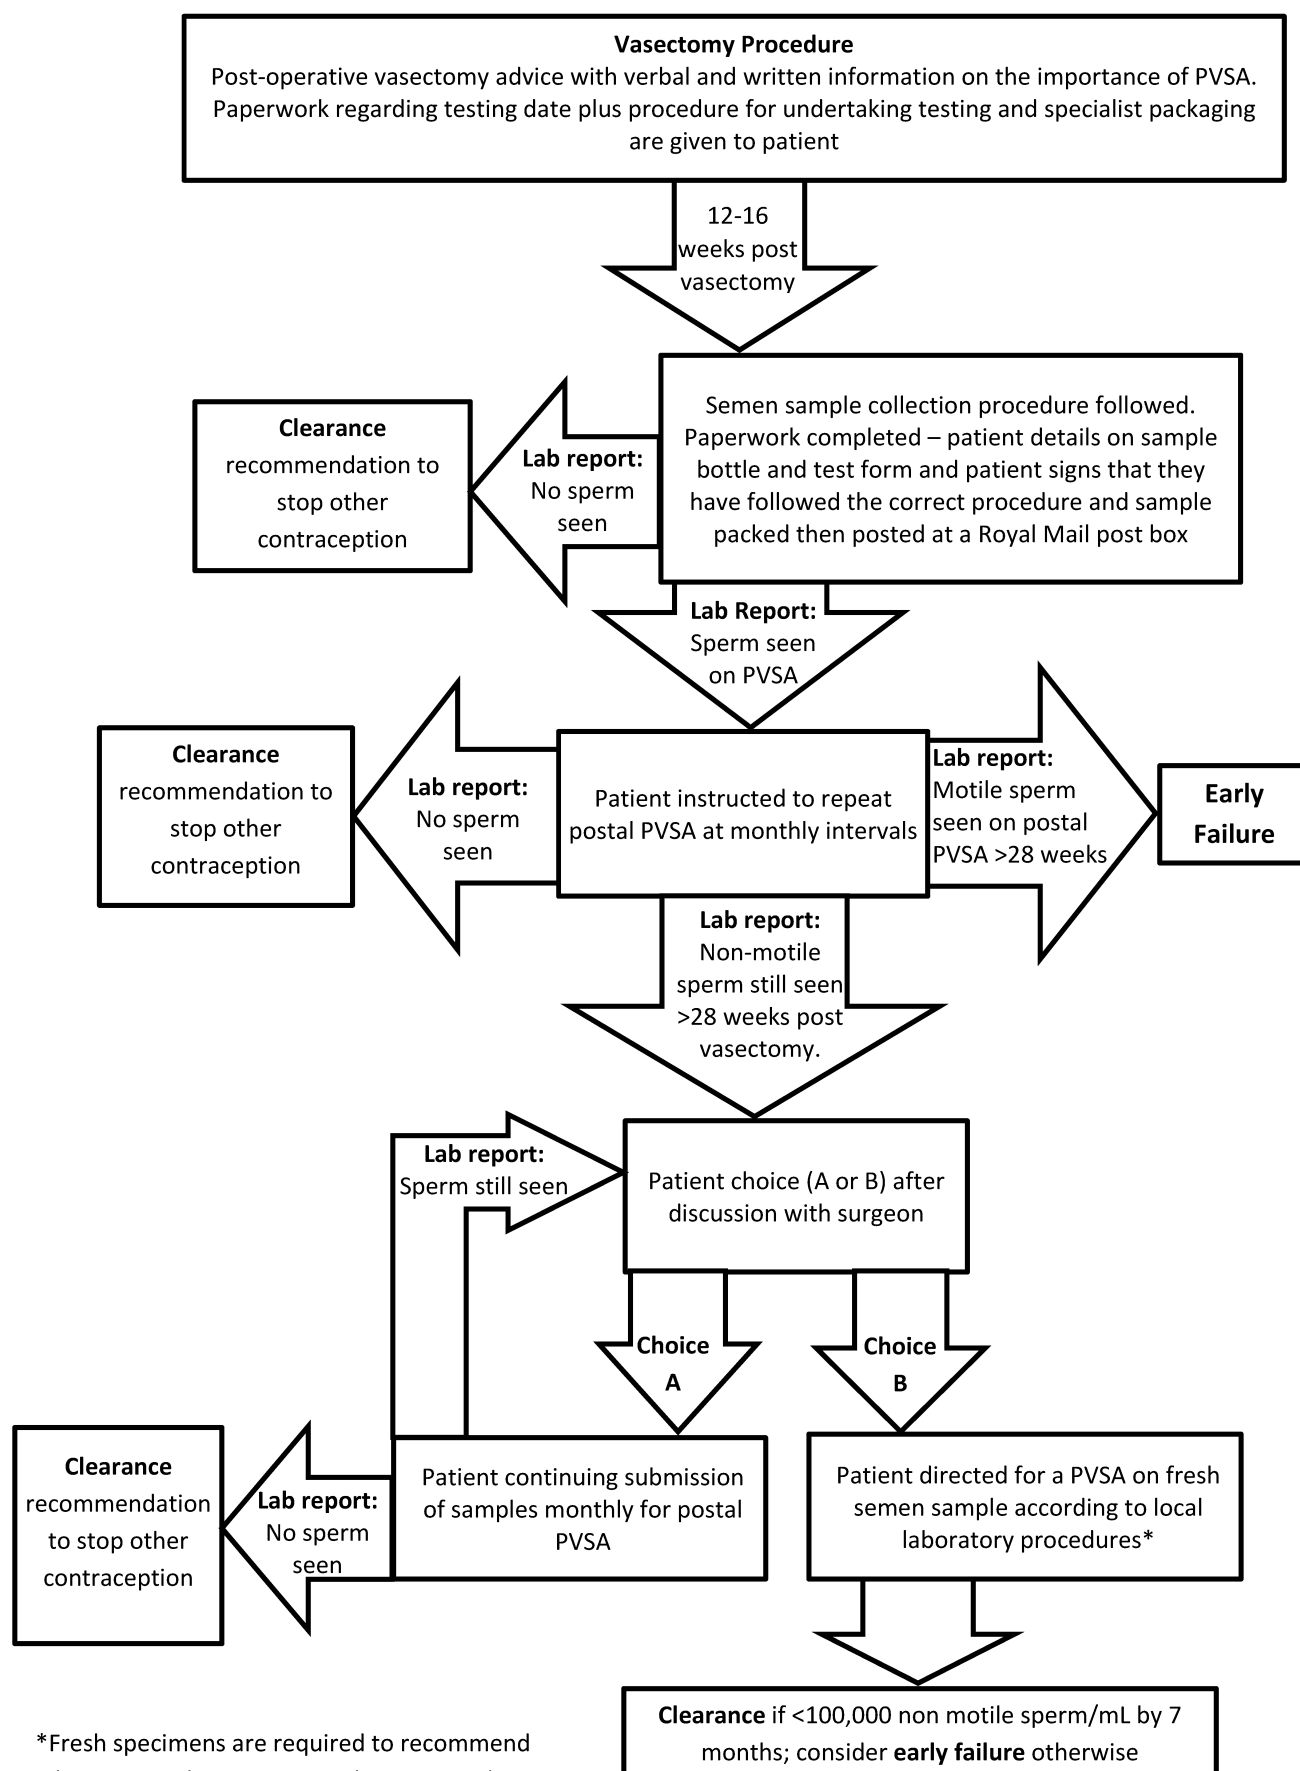 Vasectomy Procedure
Post-operative vasectomy advice with verbal and written information on the importance of PVSA.
Paperwork regarding testing date plus procedure for undertaking testing and specialist packaging
are given to patient
12-16
weeks post
vasectomy
Semen sample collection procedure followed.
Paperwork completed – patient details on sample
bottle and test form and patient signs that they
have followed the correct procedure and sample
packed then posted at a Royal Mail post box
Lab report:
No sperm
seen
Clearance
recommendation to
stop other
contraception
Lab Report:
Sperm seen
on PVSA
Patient instructed to repeat
postal PVSA at monthly intervals
Lab report:
No sperm
seen
Clearance
recommendation to
stop other
contraception
Lab report:
Motile sperm
seen on postal
PVSA >28 weeks
Early
Failure
Lab report:
Non-motile
sperm still seen
>28 weeks post
vasectomy.
Patient choice (A or B) after
discussion with surgeon
Lab report:
Sperm still seen
Choice
A
Choice
B
Patient continuing submission
of samples monthly for postal
PVSA
Lab report:
No sperm
seen
Clearance
recommendation
to stop other
contraception
Patient directed for a PVSA on fresh
semen sample according to local
laboratory procedures*
Clearance if <100,000 non motile sperm/mL by 7
months; consider early failure otherwise
*Fresh specimens are required to recommend